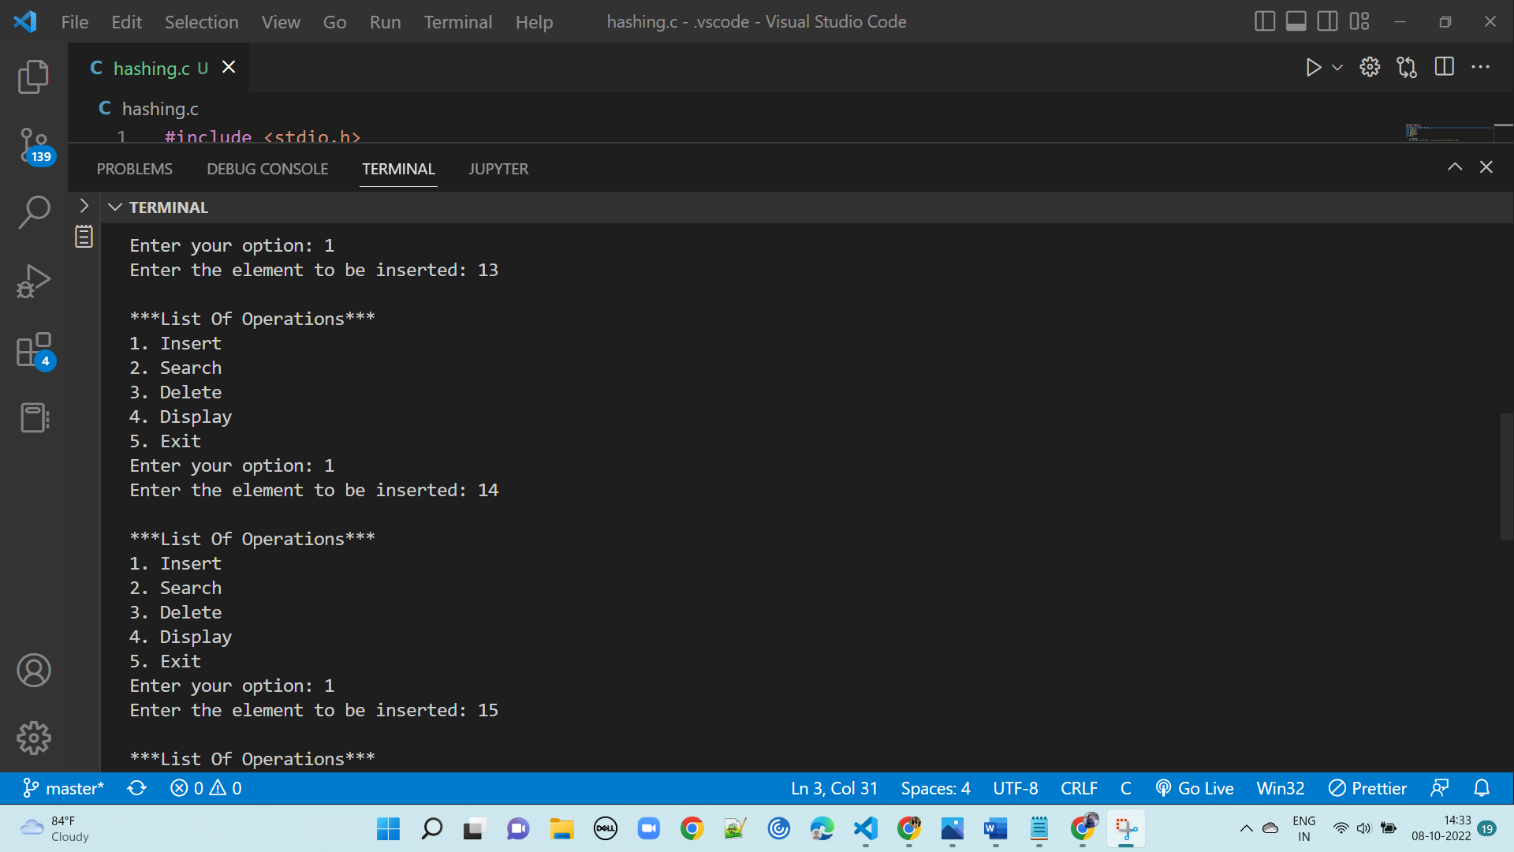 File Edit Selection View Go Run Terminal Help hashing.c - .vscode - Visual Studio Code
C hashing.c U
C hashing.c
1 #include <stdio.h>
PROBLEMS DEBUG CONSOLE TERMINAL JUPYTER
TERMINAL
Enter your option: 1
Enter the element to be inserted: 13
***List Of Operations***
1. Insert
2. Search
3. Delete
4. Display
5. Exit
Enter your option: 1
Enter the element to be inserted: 14
***List Of Operations***
1. Insert
2. Search
3. Delete
4. Display
5. Exit
Enter your option: 1
Enter the element to be inserted: 15
***List Of Operations***
139
4
master* 0 0 Ln 3, Col 31 Spaces: 4 UTF-8 CRLF C Go Live Win32 Prettier
84°F
Cloudy
DELL
ENG
IN
14:33
08-10-2022
19